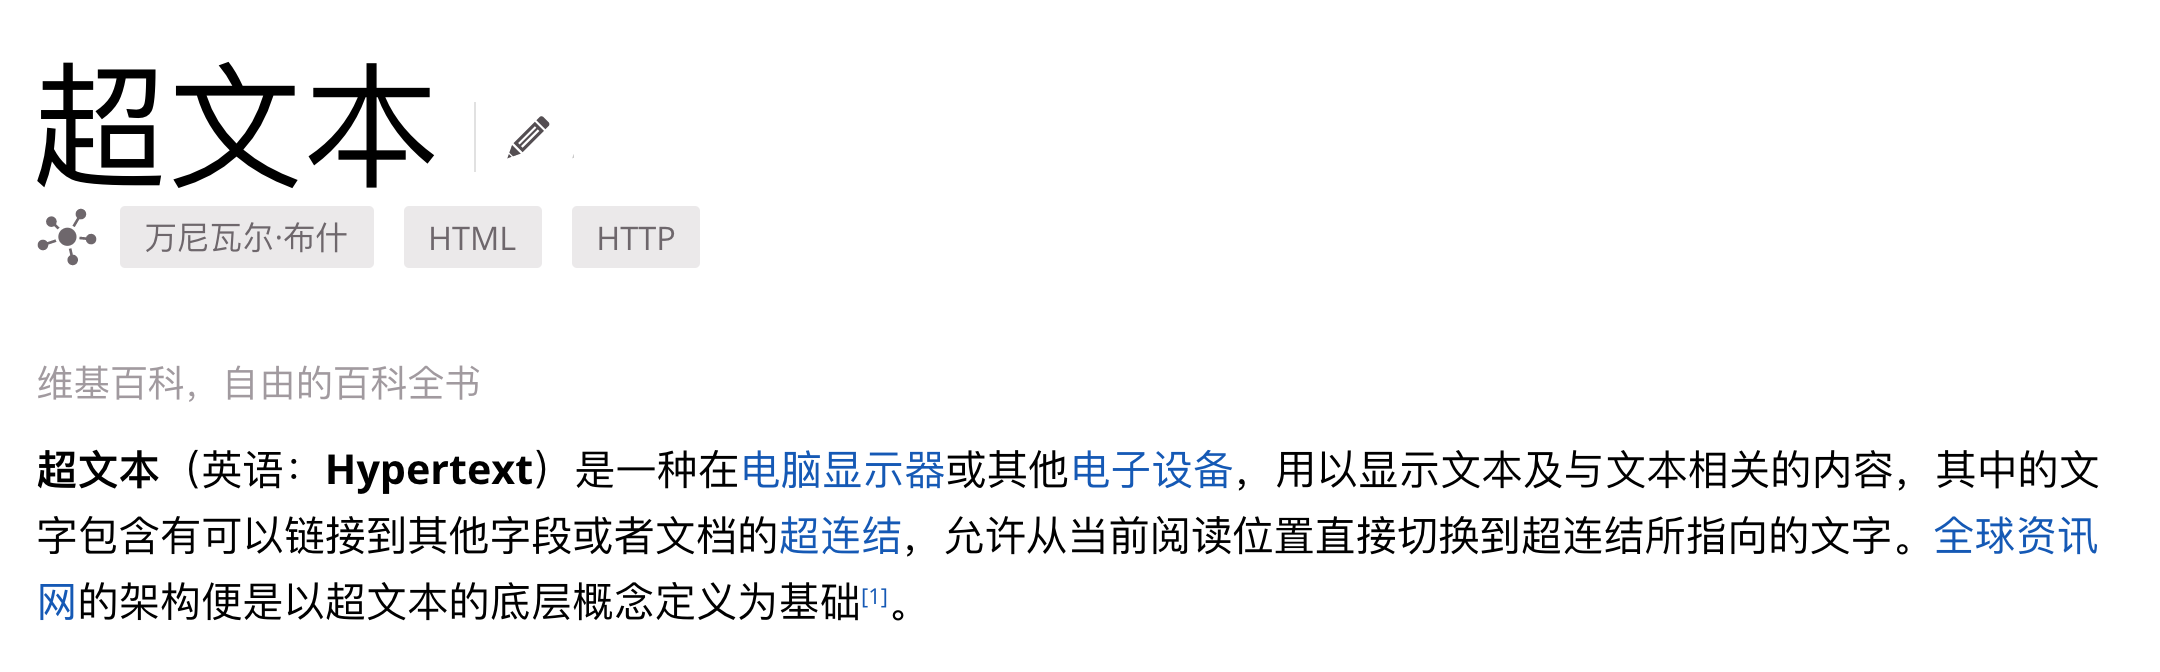 超文本
万尼瓦尔·布什 HTML HTTP
维基百科，自由的百科全书
超文本（英语：Hypertext）是一种在电脑显示器或其他电子设备，用以显示文本及与文本相关的内容，其中的文
字包含有可以链接到其他字段或者文档的超连结，允许从当前阅读位置直接切换到超连结所指向的文字。全球资讯
网的架构便是以超文本的底层概念定义为基础[1]。